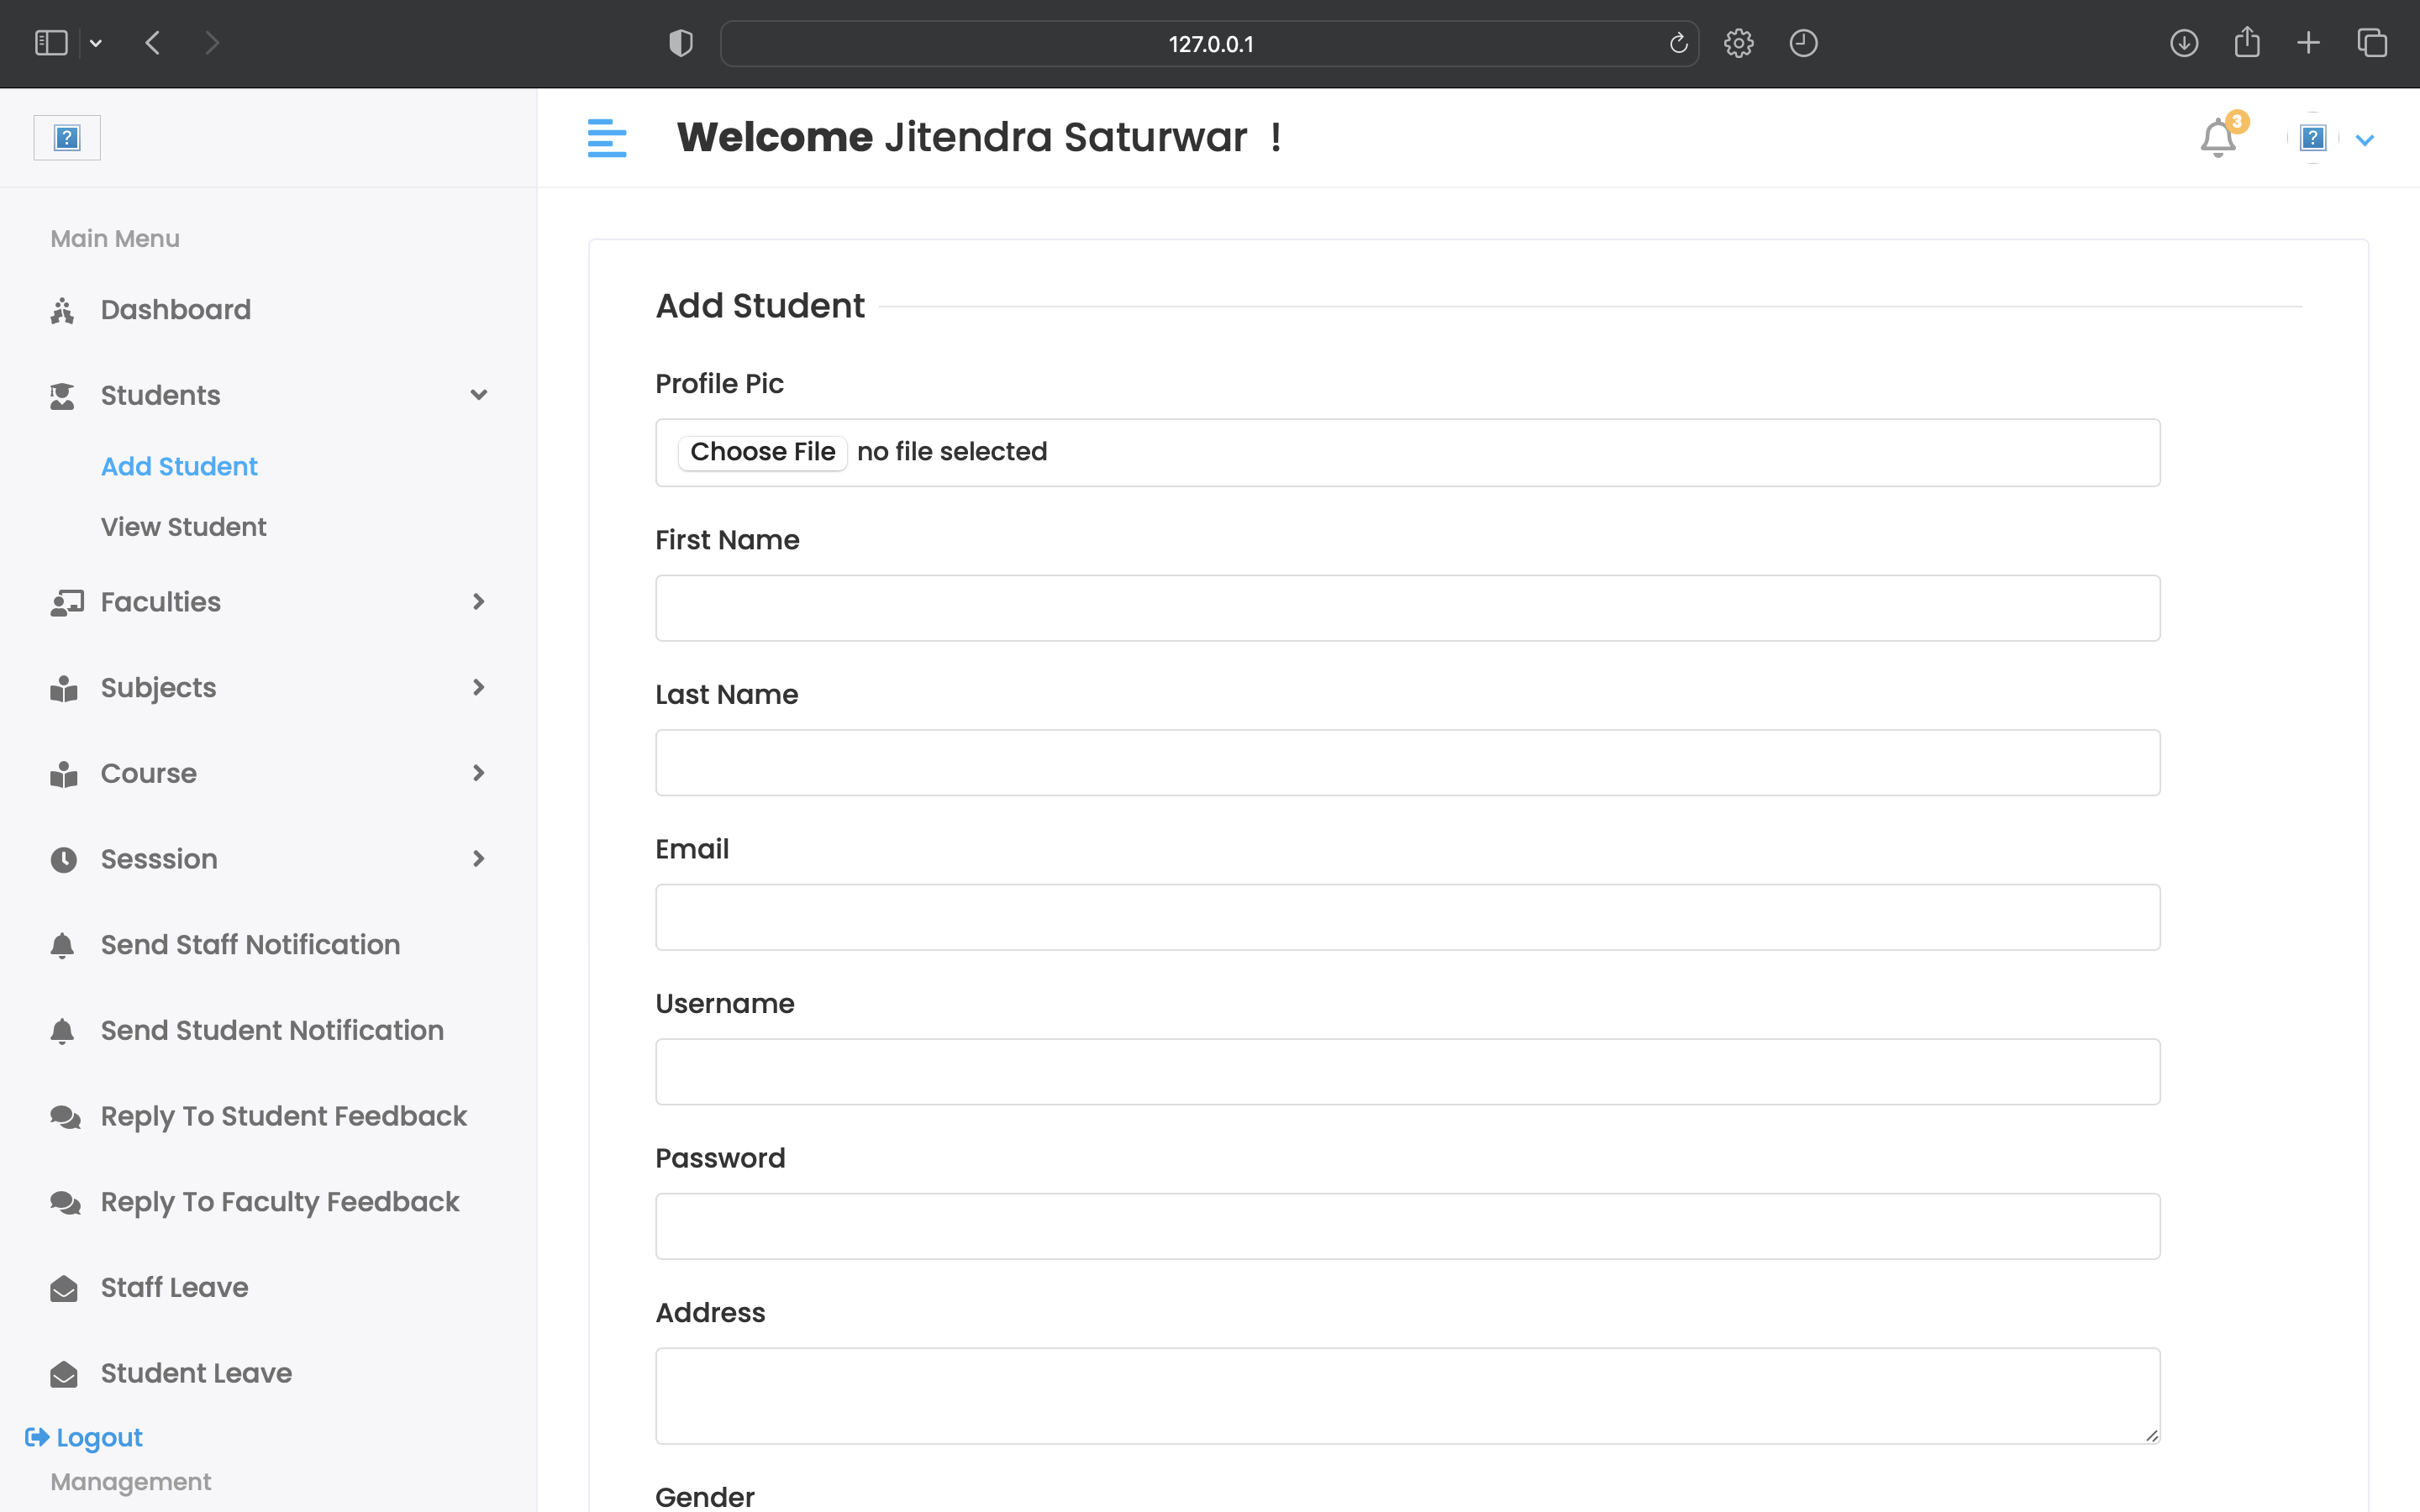 127.0.0.1
Welcome Jitendra Saturwar !
3
Main Menu
Dashboard
Students
Add Student
View Student
Faculties
Subjects
Course
Sesssion
Send Staff Notification
Send Student Notification
Reply To Student Feedback
Reply To Faculty Feedback
Staff Leave
Student Leave
Logout
Management
Add Student
Profile Pic
Choose File no file selected
First Name
Last Name
Email
Username
Password
Address
Gender